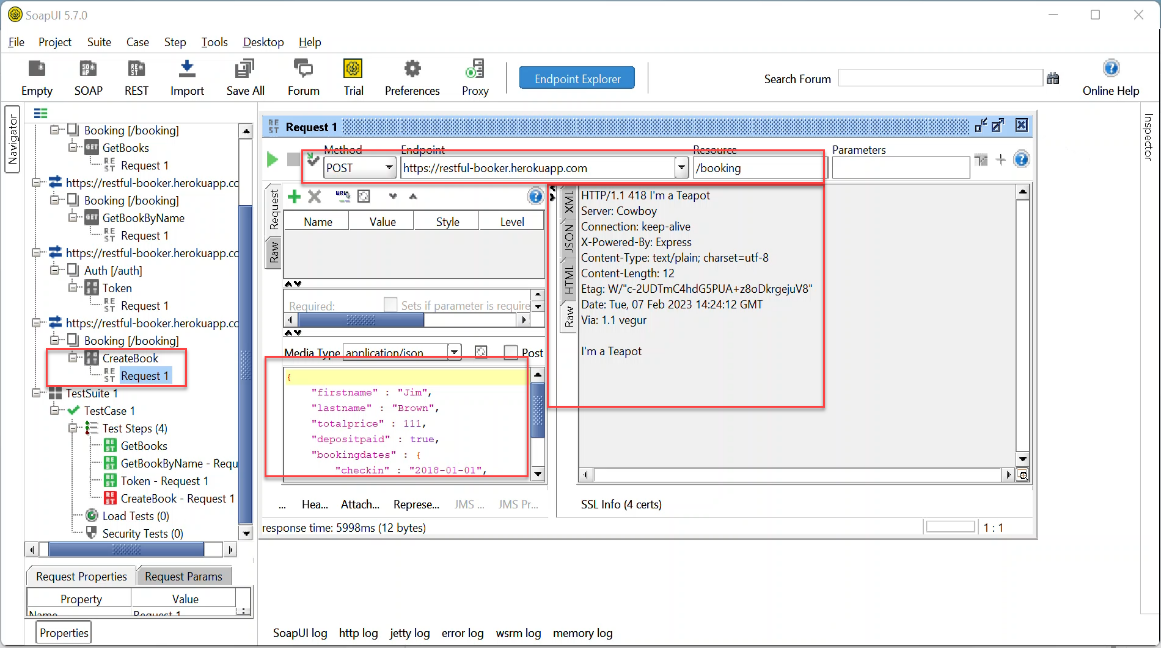 SoapUI 5.7.0
File Project Suite Case Step Tools Desktop Help
Empty SOAP REST Import Save All Forum Trial Preferences Proxy Endpoint Explorer Search Forum Online Help
Navigator
Booking [/booking]
GetBooks
Request 1
https://restful-booker.herokuapp.co
Booking [/booking]
GetBookByName
Request 1
https://restful-booker.herokuapp.co
Auth [/auth]
Token
Request 1
https://restful-booker.herokuapp.co
Booking [/booking]
CreateBook
Request 1
TestSuite 1
TestCase 1
Test Steps (4)
GetBooks
GetBookByName - Requ
Token - Request 1
CreateBook - Request 1
Load Tests (0)
Security Tests (0)
Request Properties Request Params
Property Value
Name Request 1
Properties
Request 1
Method Endpoint Resource Parameters
POST https://restful-booker.herokuapp.com /booking
Request
Raw
Name Value Style Level
Required: Sets if parameter is require
Media Type application/json Post
{
"firstname" : "Jim",
"lastname" : "Brown",
"totalprice" : 111,
"depositpaid" : true,
"bookingdates" : {
"checkin" : "2018-01-01",
... Hea... Attach... Represe... JMS ... JMS Pr...
XML
JSON
HTML
Raw
HTTP/1.1 418 I'm a Teapot
Server: Cowboy
Connection: keep-alive
X-Powered-By: Express
Content-Type: text/plain; charset=utf-8
Content-Length: 12
Etag: W/"c-2UDTmC4hdG5PUA+z8oDkrgejuV8"
Date: Tue, 07 Feb 2023 14:24:12 GMT
Via: 1.1 vegur
I'm a Teapot
SSL Info (4 certs)
response time: 5998ms (12 bytes) 1 : 1
Inspector
SoapUI log http log jetty log error log wsrm log memory log